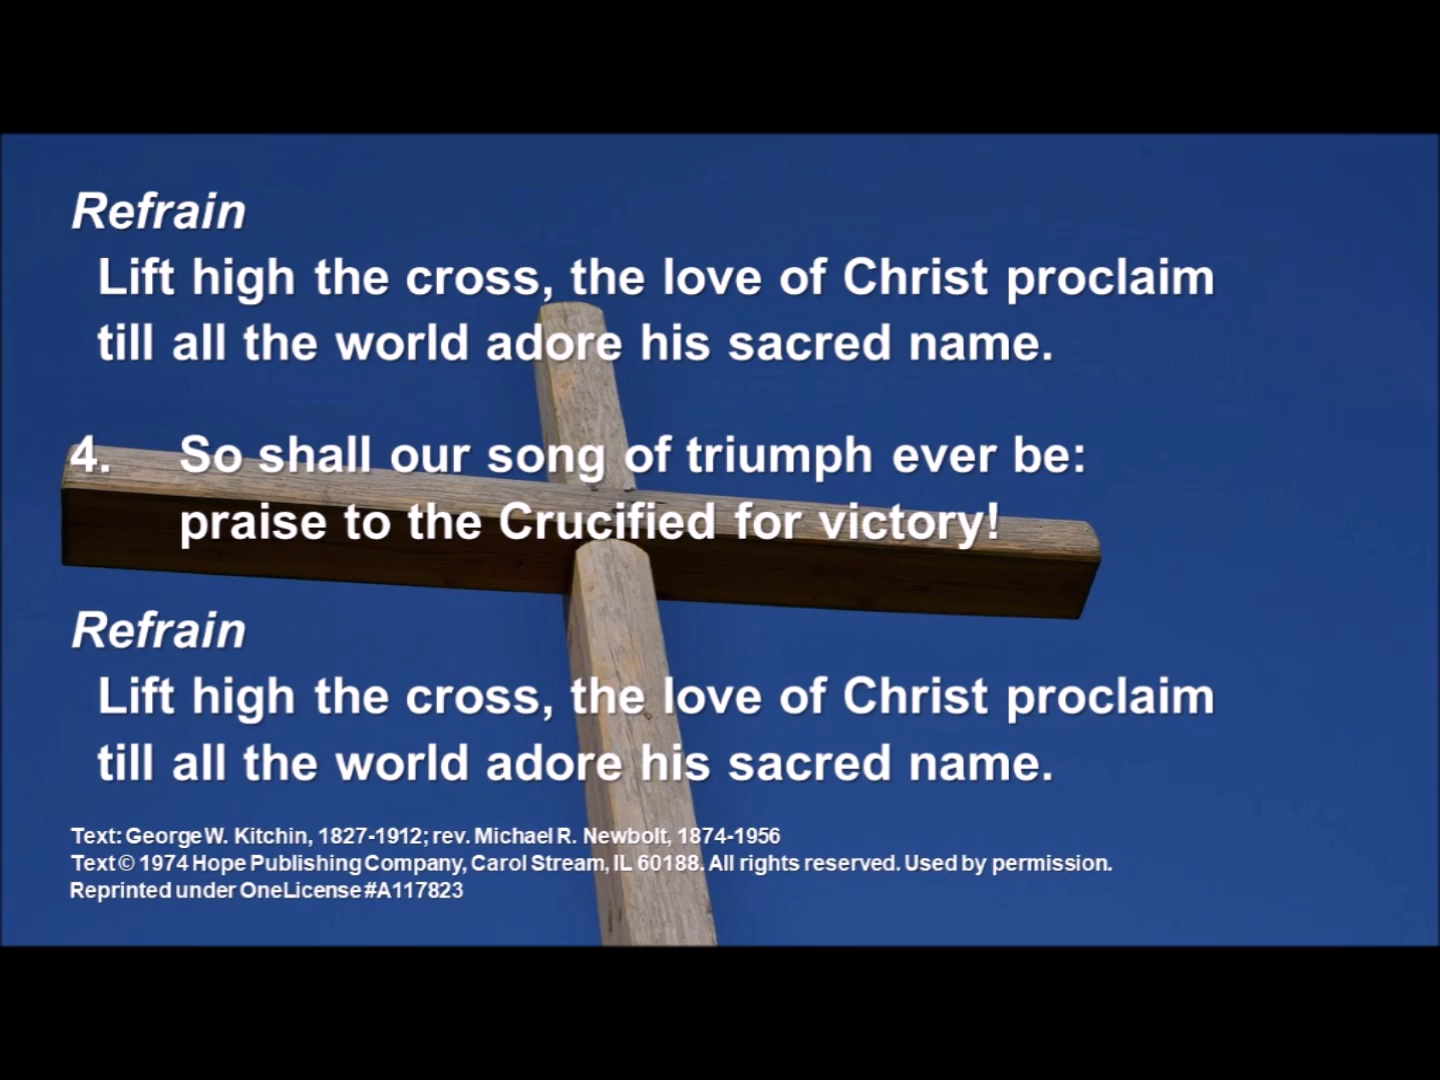 Refrain
Lift high the cross, the love of Christ proclaim
till all the world adore his sacred name.
4. So shall our song of triumph ever be:
praise to the Crucified for victory!
Refrain
Lift high the cross, the love of Christ proclaim
till all the world adore his sacred name.
Text: George W. Kitchin, 1827-1912; rev. Michael R. Newbolt, 1874-1956
Text © 1974 Hope Publishing Company, Carol Stream, IL 60188. All rights reserved. Used by permission.
Reprinted under OneLicense #A117823